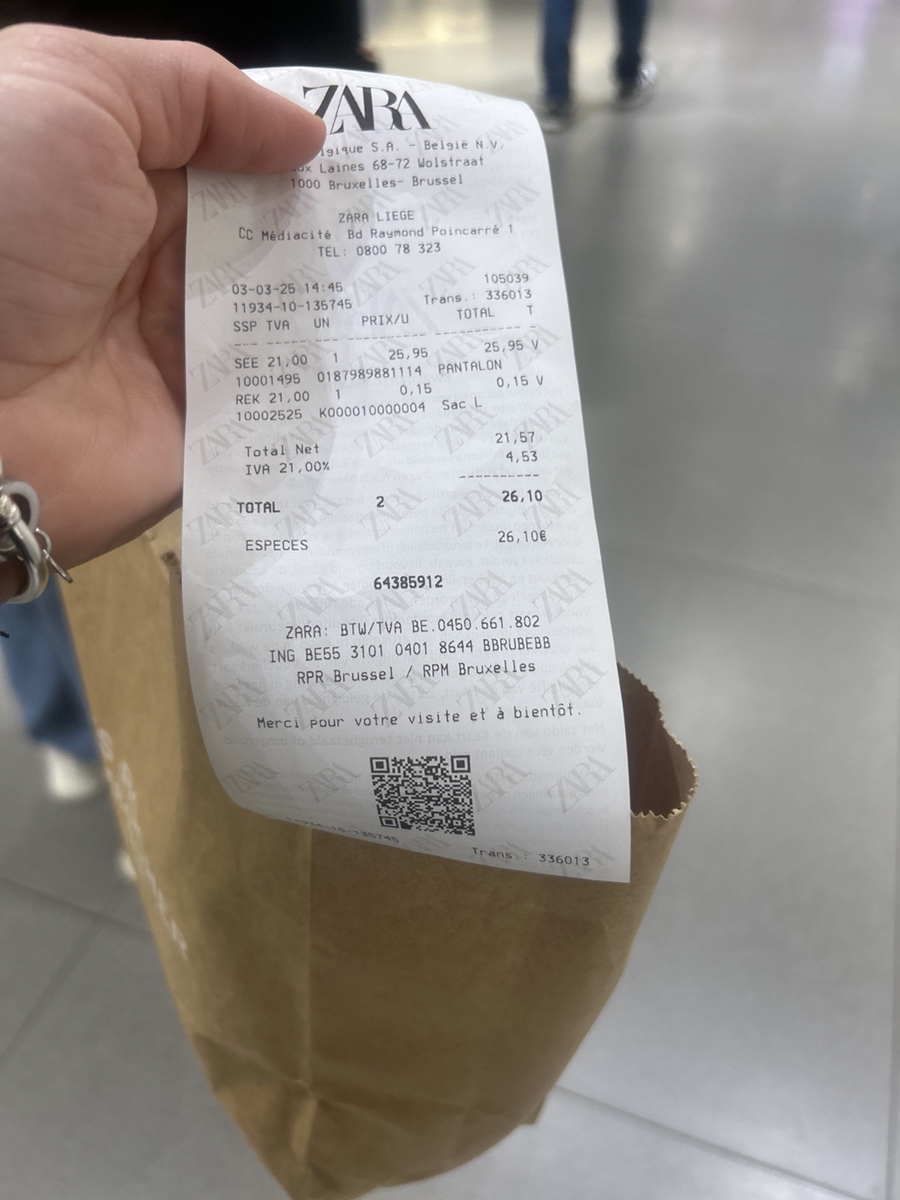 ZARA
S.A. - België N.V.
Laines 68-72 Wolstraat
1000 Bruxelles- Brussel
ZARA LIEGE
CC Médiacité Bd Raymond Poincarré 1
TEL: 0800 78 323
03-03-25 14:45 105039
11934-10-135745 Trans.: 336013
SSP TVA UN PRIX/U TOTAL T
SEE 21,00 1 25,95 25,95 V
10001495 0187989881114 PANTALON
REK 21,00 1 0,15 0,15 V
10002525 K000010000004 Sac L
Total Net 21,57
IVA 21,00% 4,53
TOTAL 2 26,10
ESPECES 26,10€
64385912
ZARA: BTW/TVA BE.0450.661.802
ING BE55 3101 0401 8644 BBRUBEBB
RPR Brussel / RPM Bruxelles
Merci pour votre visite et à bientôt.
11934-10-135745
Trans.: 336013